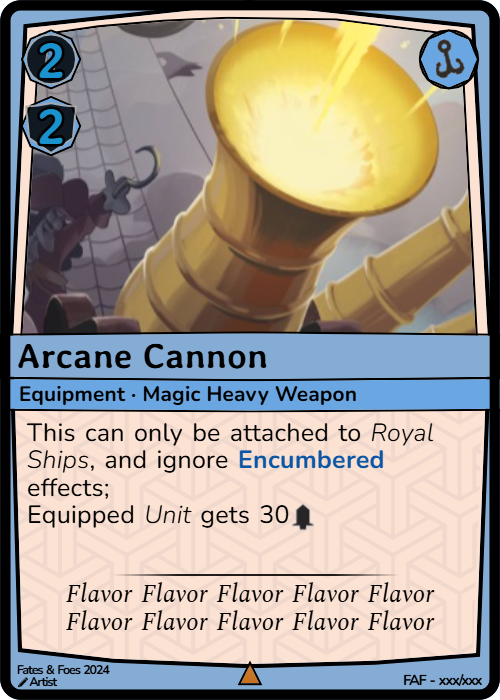 2
2
Arcane Cannon
Equipment · Magic Heavy Weapon
This can only be attached to Royal
Ships, and ignore Encumbered
effects;
Equipped Unit gets 30
Flavor Flavor Flavor Flavor Flavor
Flavor Flavor Flavor Flavor Flavor
Fates & Foes 2024
Artist
FAF - xxx/xxx